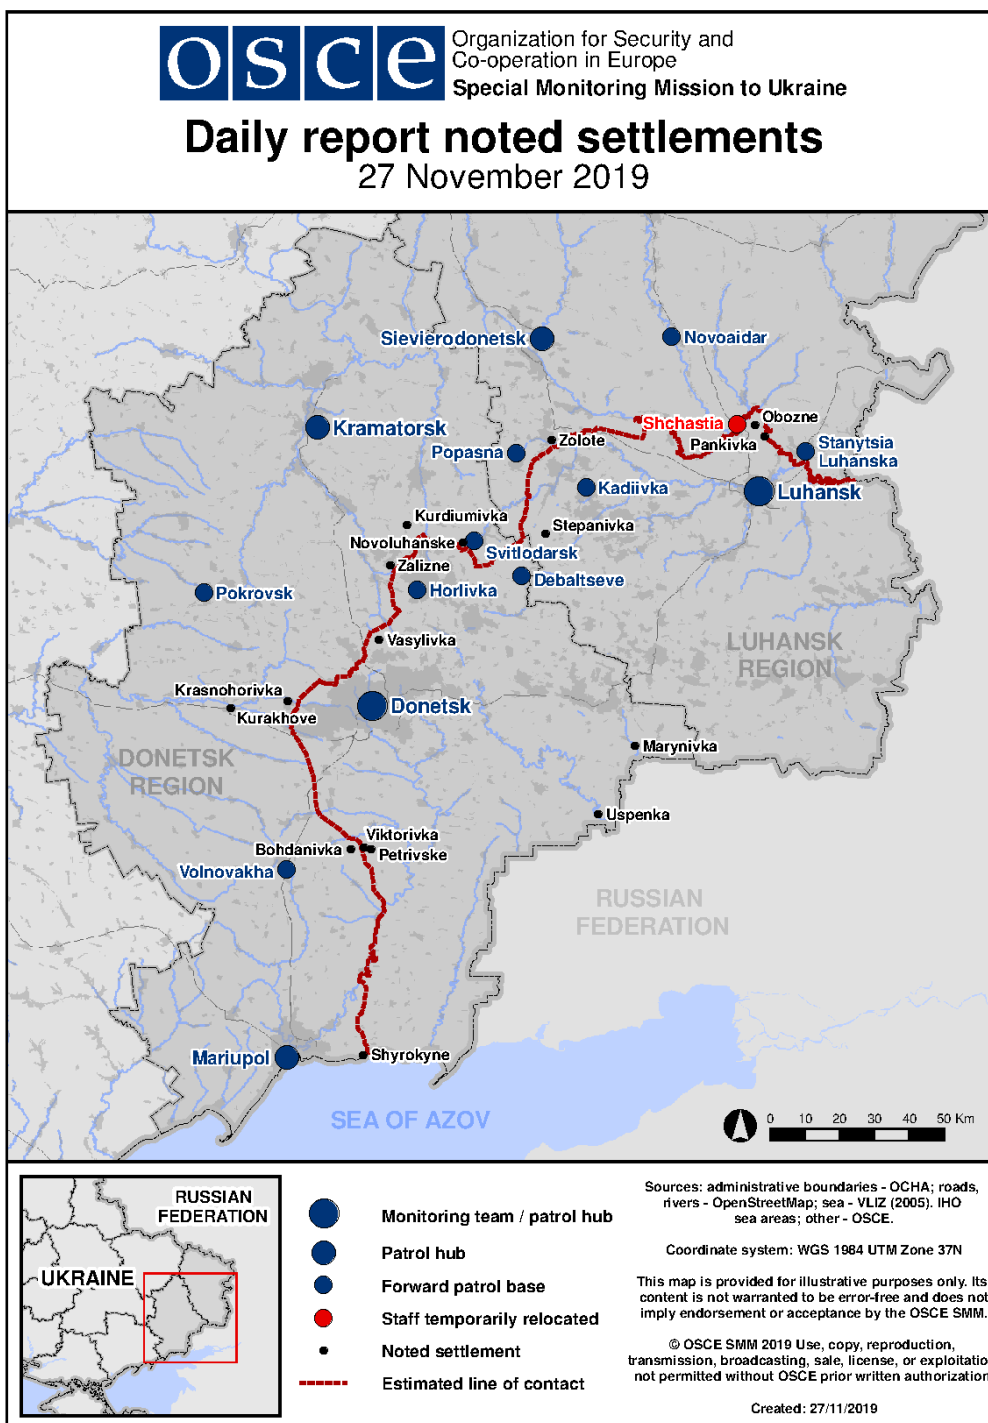 osce
Organization for Security and
Co-operation in Europe
Special Monitoring Mission to Ukraine
Daily report noted settlements
27 November 2019
Sievierodonetsk
Novoaidar
Shchastia
Obozne
Kramatorsk
Zolote
Pankivka
Stanytsia
Luhanska
Popasna
Kadiivka
Luhansk
Kurdiumivka
Stepanivka
Novoluhanske
Svitlodarsk
Zalizne
Debaltseve
Pokrovsk
Horlivka
Vasylivka
LUHANSK
REGION
Krasnohorivka
Donetsk
Kurakhove
Marynivka
DONETSK
REGION
Uspenka
Viktorivka
Bohdanivka
Petrivske
Volnovakha
RUSSIAN
FEDERATION
Mariupol
Shyrokyne
SEA OF AZOV
0 10 20 30 40 50 Km
RUSSIAN
FEDERATION
UKRAINE
Monitoring team / patrol hub
Patrol hub
Forward patrol base
Staff temporarily relocated
Noted settlement
Estimated line of contact
Sources: administrative boundaries - OCHA; roads,
rivers - OpenStreetMap; sea - VLIZ (2005). IHO
sea areas; other - OSCE.
Coordinate system: WGS 1984 UTM Zone 37N
This map is provided for illustrative purposes only. Its
content is not warranted to be error-free and does not
imply endorsement or acceptance by the OSCE SMM.
© OSCE SMM 2019 Use, copy, reproduction,
transmission, broadcasting, sale, license, or exploitatio
not permitted without OSCE prior written authorization
Created: 27/11/2019